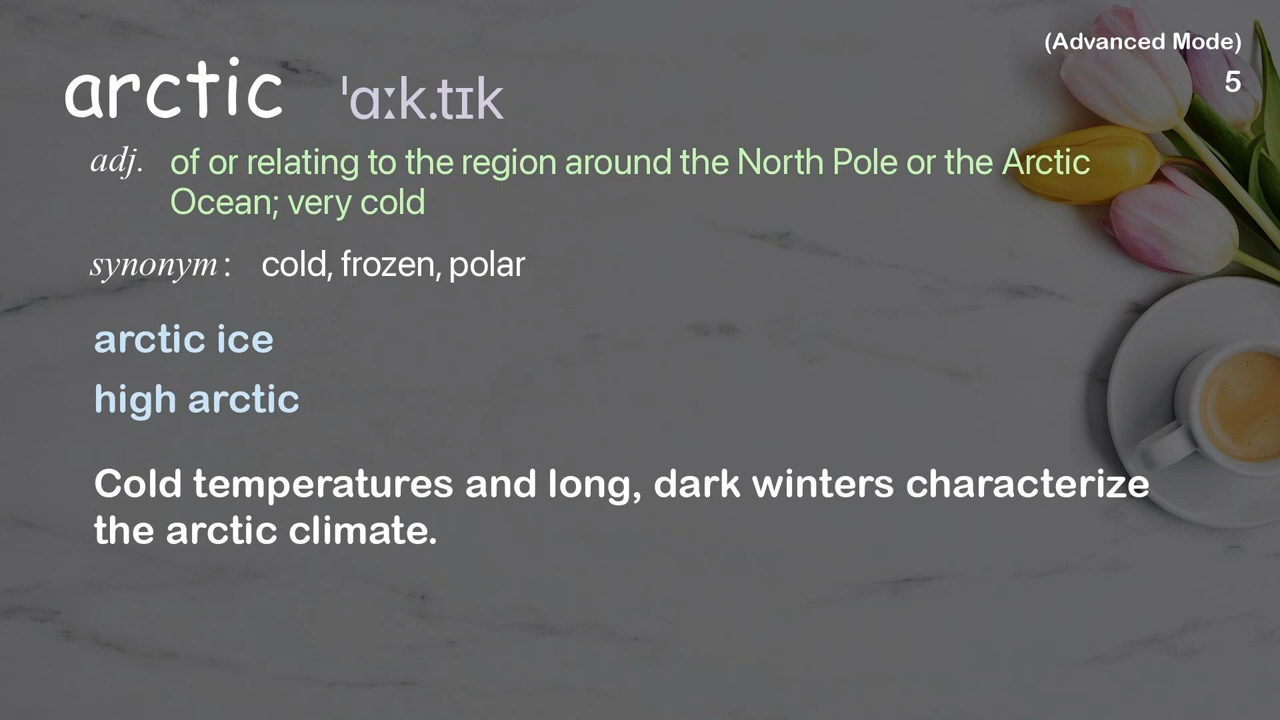 (Advanced Mode)
5
arctic ˈɑːk.tɪk
adj. of or relating to the region around the North Pole or the Arctic
Ocean; very cold
synonym: cold, frozen, polar
arctic ice
high arctic
Cold temperatures and long, dark winters characterize
the arctic climate.